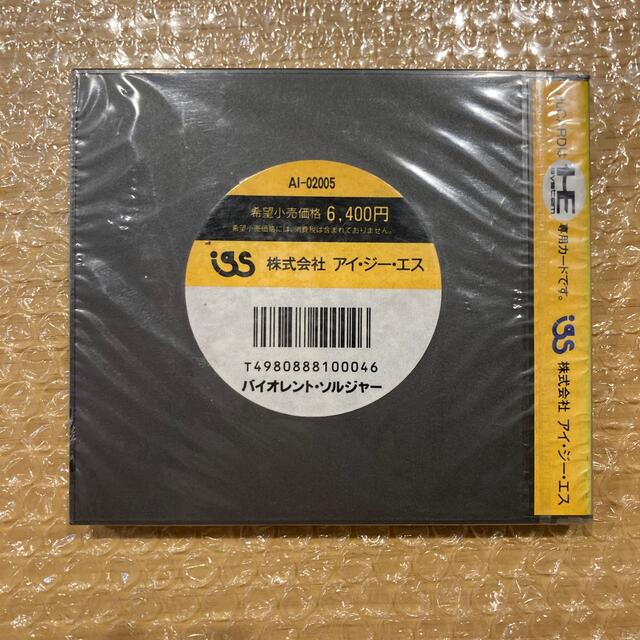 AI-02005
希望小売価格 6,400円
希望小売価格には、消費税は含まれておりません。
igs 株式会社 アイ・ジー・エス
T4980888100046
バイオレント・ソルジャー
HE
専用カードです。
igs 株式会社 アイ・ジー・エス